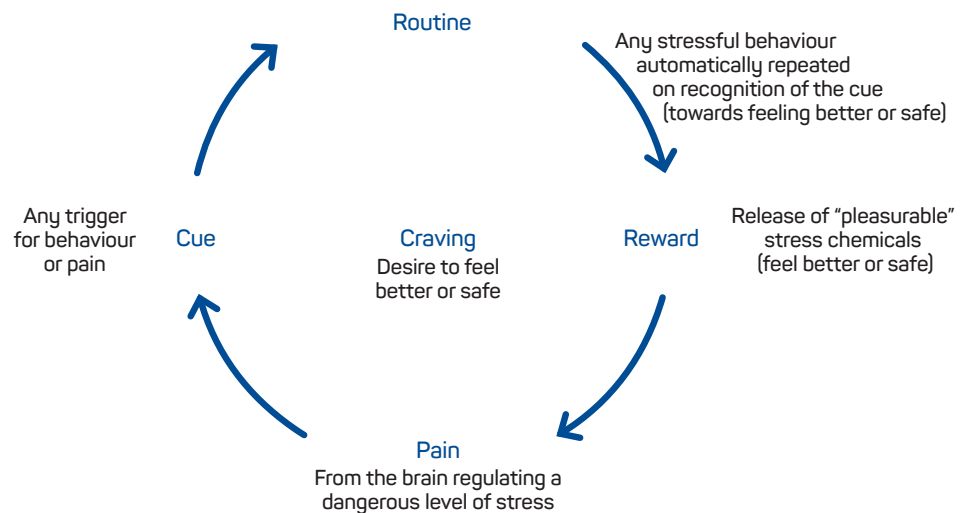 Routine
Any stressful behaviour
automatically repeated
on recognition of the cue
(towards feeling better or safe)
Any trigger
for behaviour
or pain
Cue
Craving
Desire to feel
better or safe
Reward
Release of “pleasurable”
stress chemicals
(feel better or safe)
Pain
From the brain regulating a
dangerous level of stress